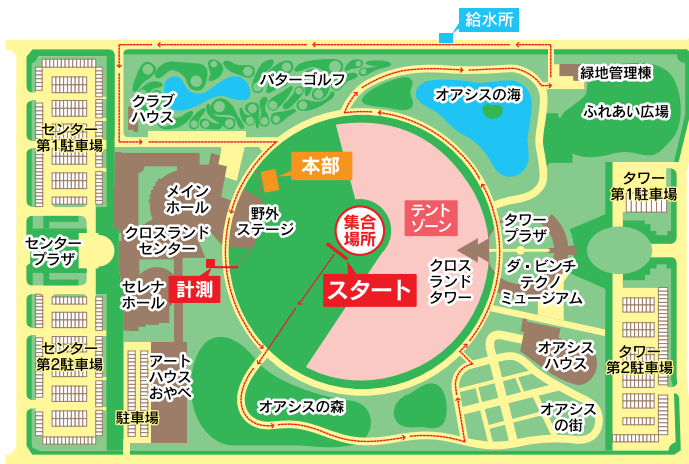 給水所
緑地管理棟
パターゴルフ
オアシスの海
クラブ
ハウス
ふれあい広場
センター
第1駐車場
本部
タワー
第1駐車場
メイン
ホール
野外
ステージ
集合
場所
テント
ゾーン
タワー
プラザ
センター
プラザ
クロスランド
センター
クロス
ランド
タワー
ダ・ビンチ
テクノ
ミュージアム
計測
スタート
セレナ
ホール
センター
第2駐車場
アート
ハウス
おやべ
オアシス
ハウス
タワー
第2駐車場
駐車場
オアシスの森
オアシス
の街